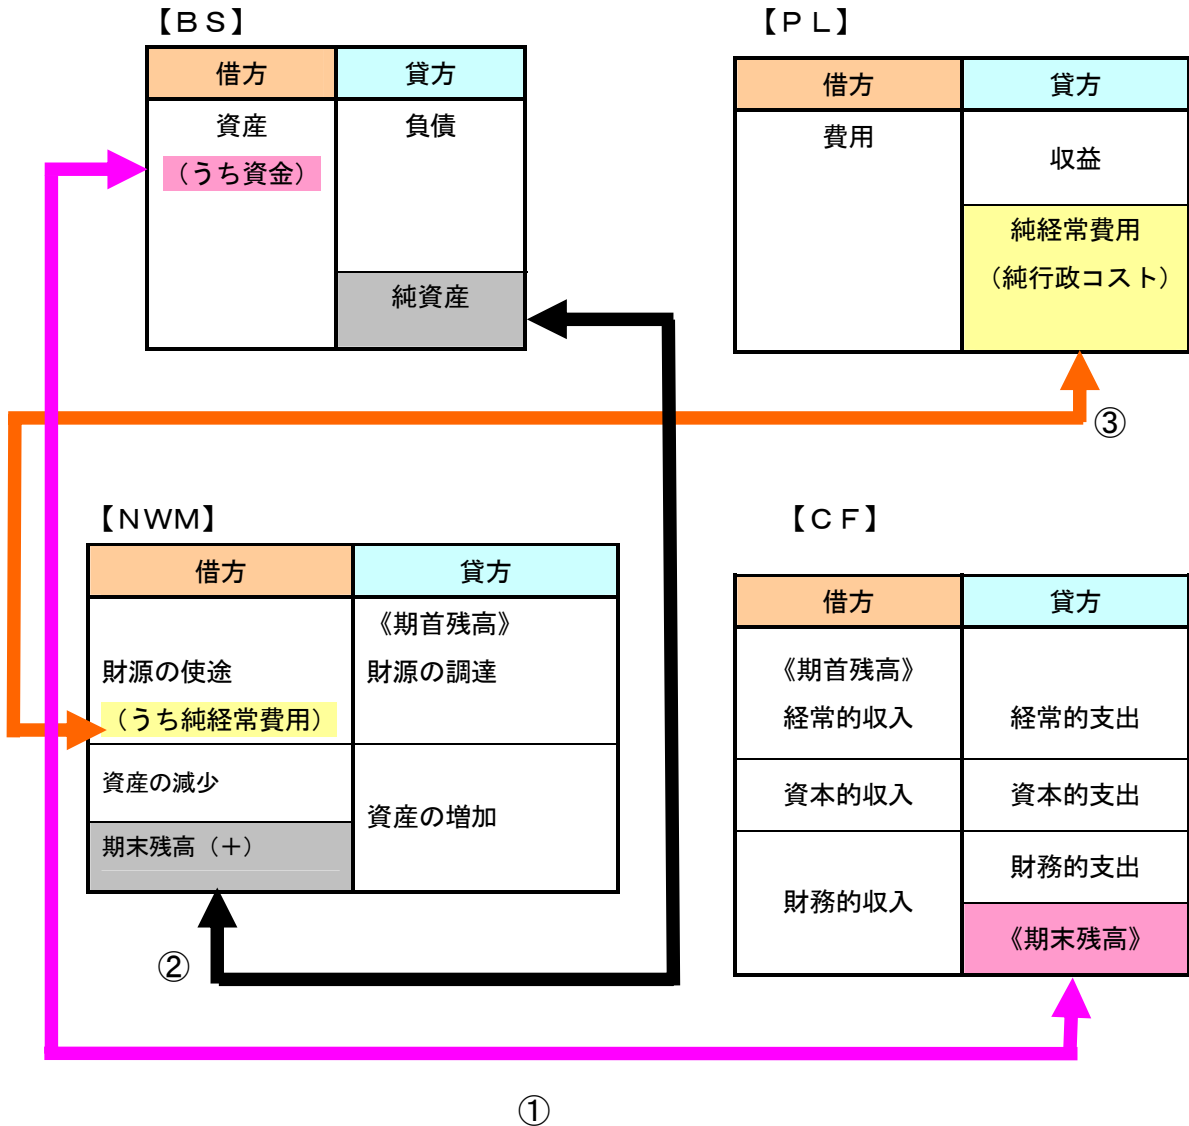 【ＢＳ】
借方 貸方
資産 負債
（うち資金）
純資産
【ＰＬ】
借方 貸方
費用
収益
純経常費用
（純行政コスト）
③
【ＮＷＭ】
借方 貸方
《期首残高》
財源の使途 財源の調達
（うち純経常費用）
資産の減少
資産の増加
期末残高（＋）
②
【ＣＦ】
借方 貸方
《期首残高》
経常的収入 経常的支出
資本的収入 資本的支出
財務的支出
財務的収入
《期末残高》
①